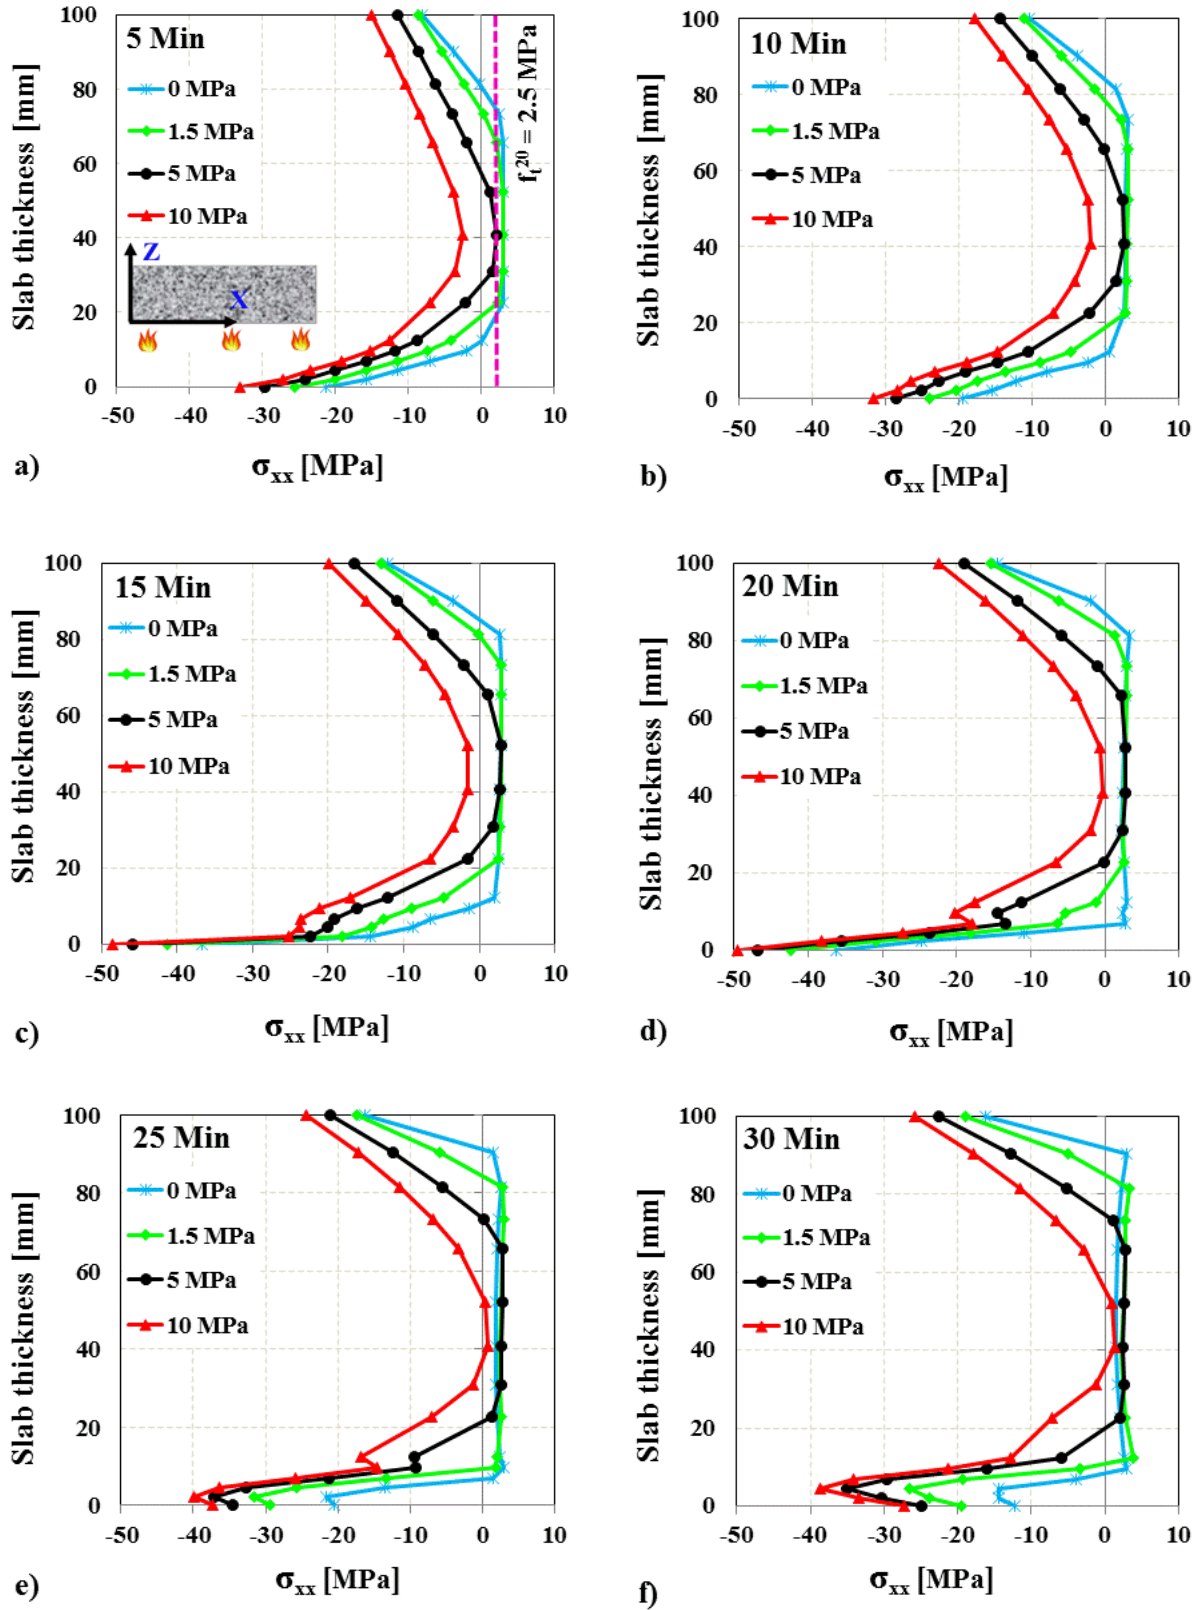 5 Min
0 MPa
1.5 MPa
5 MPa
10 MPa
Z
X
fₜ²⁰ = 2.5 MPa
Slab thickness [mm]
100
80
60
40
20
0
-50 -40 -30 -20 -10 0 10
a)
σxx [MPa]
10 Min
0 MPa
1.5 MPa
5 MPa
10 MPa
Slab thickness [mm]
100
80
60
40
20
0
-50 -40 -30 -20 -10 0 10
b)
σxx [MPa]
15 Min
0 MPa
1.5 MPa
5 MPa
10 MPa
Slab thickness [mm]
100
80
60
40
20
0
-50 -40 -30 -20 -10 0 10
c)
σxx [MPa]
20 Min
0 MPa
1.5 MPa
5 MPa
10 MPa
Slab thickness [mm]
100
80
60
40
20
0
-50 -40 -30 -20 -10 0 10
d)
σxx [MPa]
25 Min
0 MPa
1.5 MPa
5 MPa
10 MPa
Slab thickness [mm]
100
80
60
40
20
0
-50 -40 -30 -20 -10 0 10
e)
σxx [MPa]
30 Min
0 MPa
1.5 MPa
5 MPa
10 MPa
Slab thickness [mm]
100
80
60
40
20
0
-50 -40 -30 -20 -10 0 10
f)
σxx [MPa]